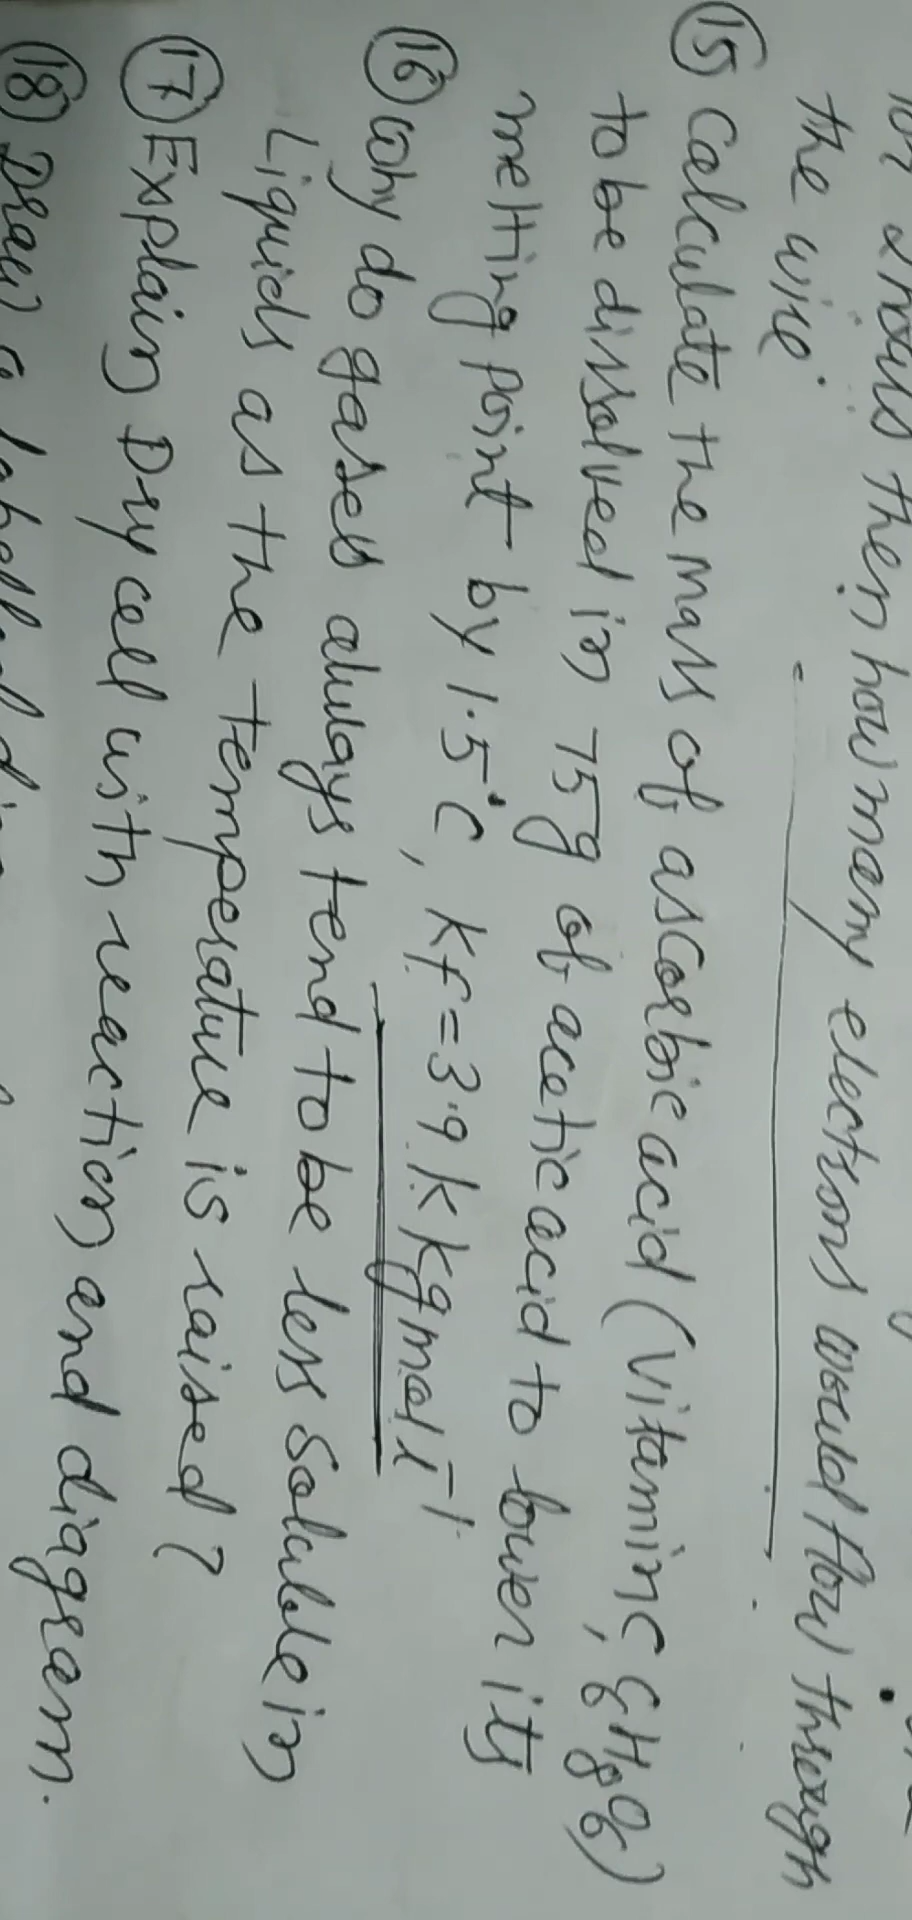 hours then how many electrons would flow through
the wire.
(15) Calculate the mass of ascorbic acid (Vitamin C, C6H8O6)
to be dissolved in 75g of acetic acid to lower its
melting point by 1.5°C, Kf = 3.9 K kg mol-1.
(16) Why do gases always tend to be less soluble in
Liquids as the temperature is raised?
(17) Explain Dry cell with reaction and diagram.
(18) Draw a labelled